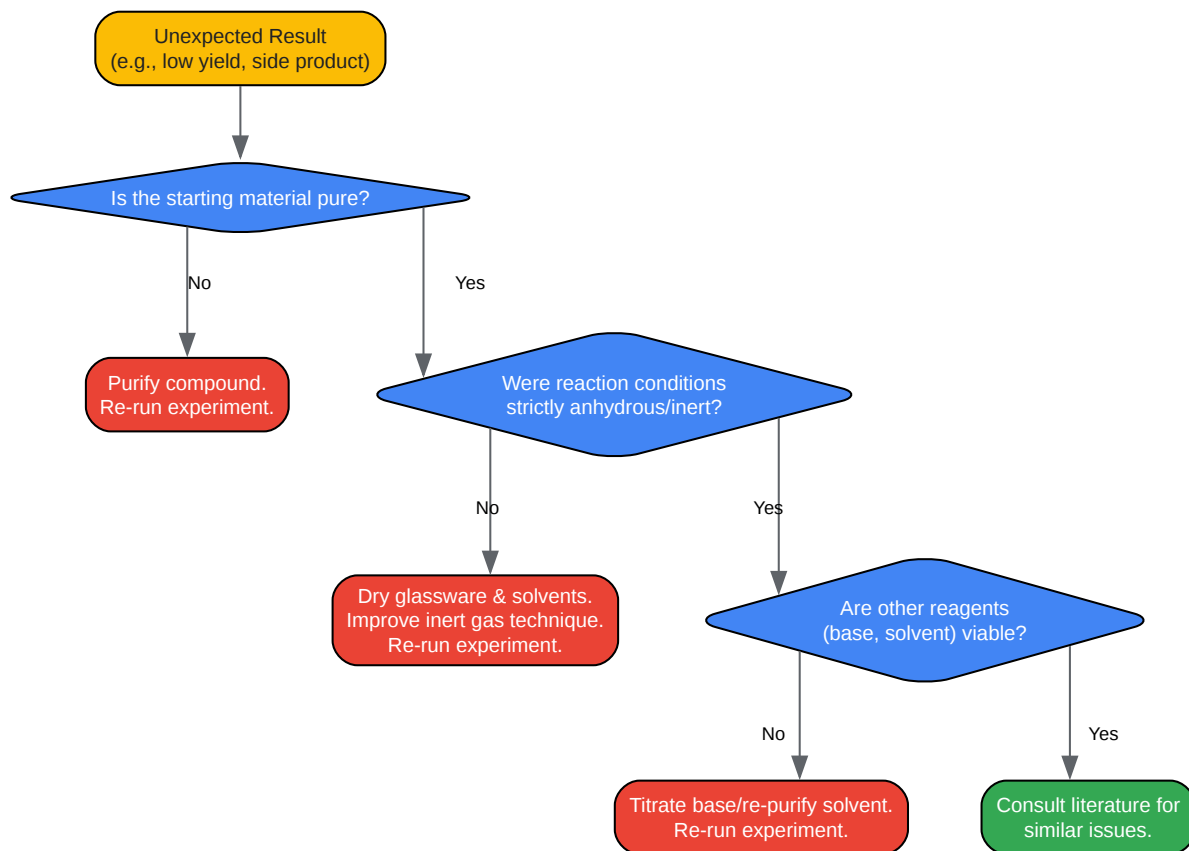 Unexpected Result
(e.g., low yield, side product)
Is the starting material pure?
No
Yes
Purify compound.
Re-run experiment.
Were reaction conditions
strictly anhydrous/inert?
No
Yes
Dry glassware & solvents.
Improve inert gas technique.
Re-run experiment.
Are other reagents
(base, solvent) viable?
No
Yes
Titrate base/re-purify solvent.
Re-run experiment.
Consult literature for
similar issues.